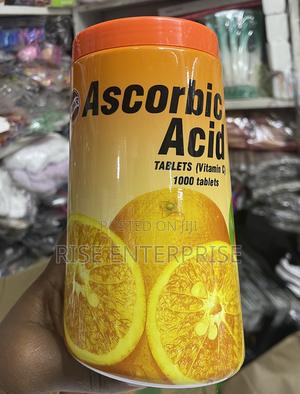 Ascorbic
Acid
TABLETS (Vitamin C)
1000 tablets
POSTED ON JIJI
RISE ENTERPRISE